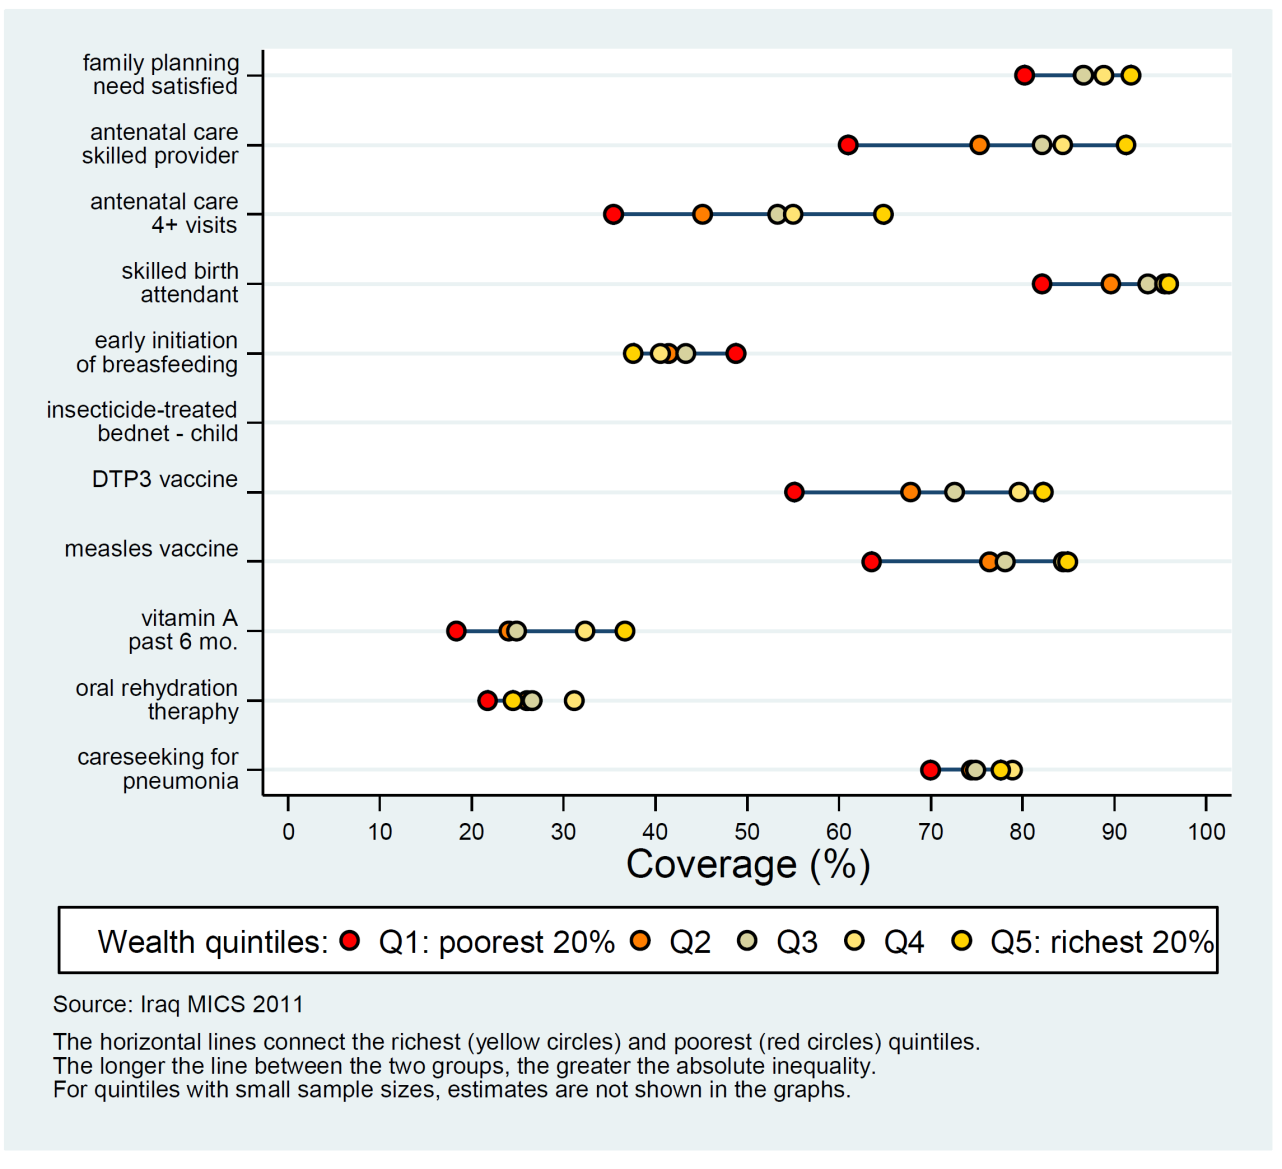 family planning
need satisfied
antenatal care
skilled provider
antenatal care
4+ visits
skilled birth
attendant
early initiation
of breasfeeding
insecticide-treated
bednet - child
DTP3 vaccine
measles vaccine
vitamin A
past 6 mo.
oral rehydration
theraphy
careseeking for
pneumonia
0 10 20 30 40 50 60 70 80 90 100
Coverage (%)
Wealth quintiles: Q1: poorest 20% Q2 Q3 Q4 Q5: richest 20%
Source: Iraq MICS 2011
The horizontal lines connect the richest (yellow circles) and poorest (red circles) quintiles.
The longer the line between the two groups, the greater the absolute inequality.
For quintiles with small sample sizes, estimates are not shown in the graphs.